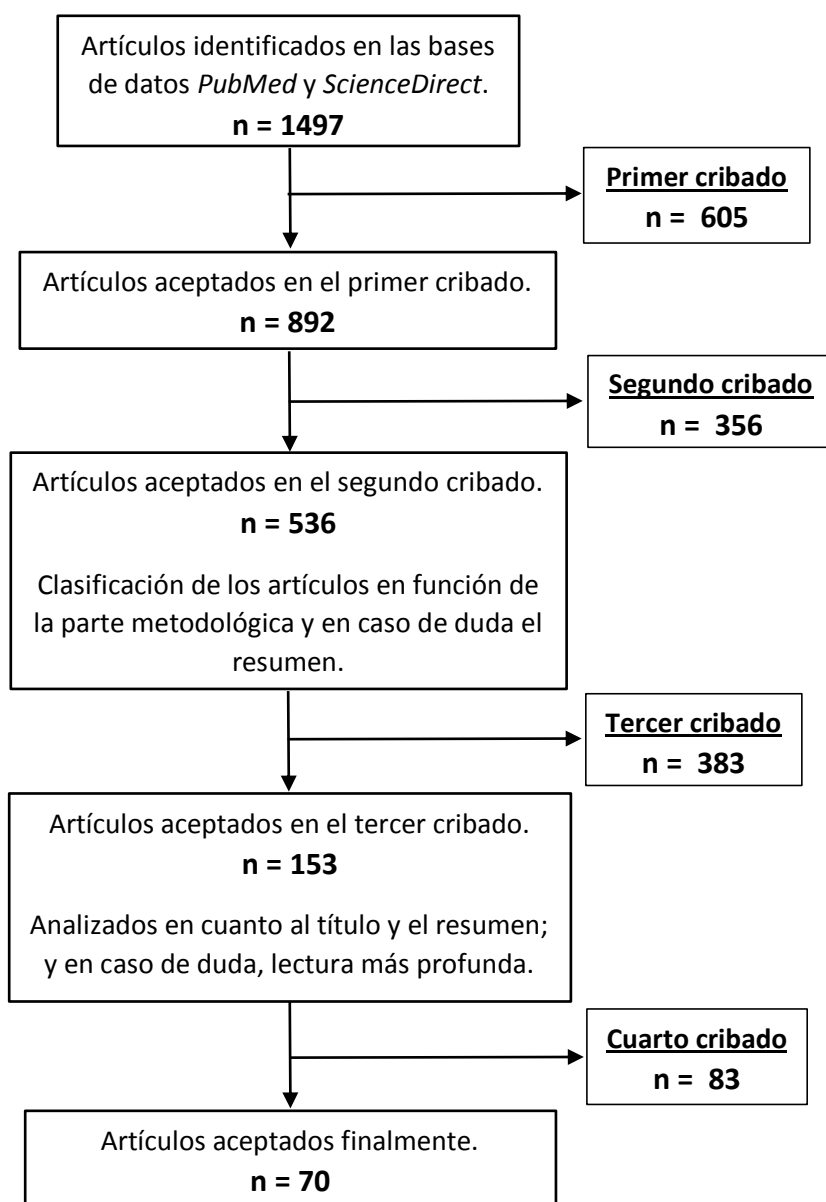 Artículos identificados en las bases
de datos PubMed y ScienceDirect.
n = 1497
Primer cribado
n = 605
Artículos aceptados en el primer cribado.
n = 892
Segundo cribado
n = 356
Artículos aceptados en el segundo cribado.
n = 536
Clasificación de los artículos en función de
la parte metodológica y en caso de duda el
resumen.
Tercer cribado
n = 383
Artículos aceptados en el tercer cribado.
n = 153
Analizados en cuanto al título y el resumen;
y en caso de duda, lectura más profunda.
Cuarto cribado
n = 83
Artículos aceptados finalmente.
n = 70